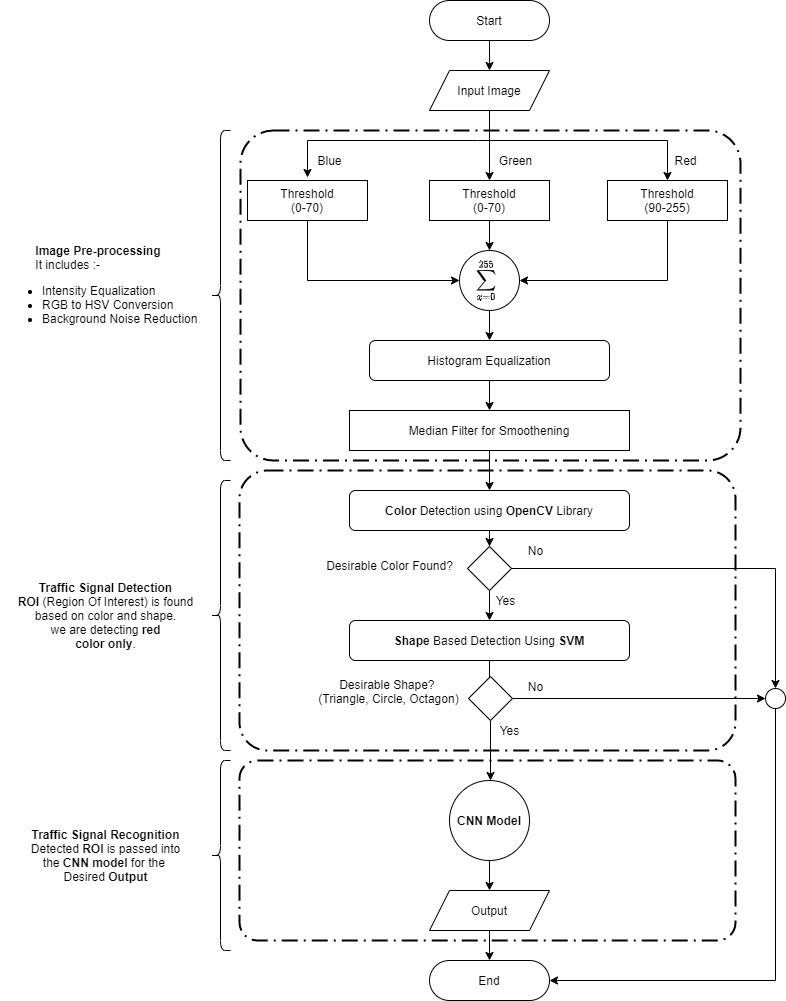 Start
Input Image
Blue
Green
Red
Threshold
(0-70)
Threshold
(0-70)
Threshold
(90-255)
255
∑
x=0
Image Pre-processing
It includes :-
• Intensity Equalization
• RGB to HSV Conversion
• Background Noise Reduction
Histogram Equalization
Median Filter for Smoothening
Color Detection using OpenCV Library
Desirable Color Found?
No
Yes
Traffic Signal Detection
ROI (Region Of Interest) is found
based on color and shape.
we are detecting red
color only.
Shape Based Detection Using SVM
Desirable Shape?
(Triangle, Circle, Octagon)
No
Yes
CNN Model
Traffic Signal Recognition
Detected ROI is passed into
the CNN model for the
Desired Output
Output
End